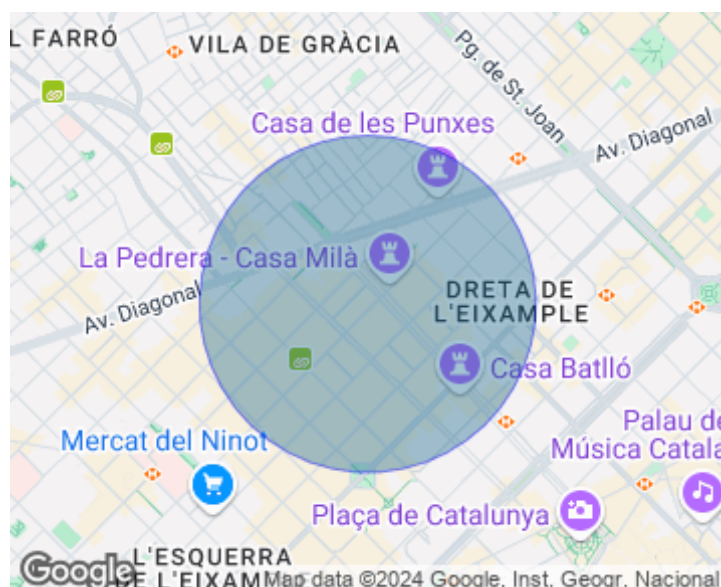 L FARRÓ
VILA DE GRÀCIA
Pg. de St. Joan
Casa de les Punxes
Av. Diagonal
La Pedrera - Casa Milà
DRETA DE
L'EIXAMPLE
Av. Diagonal
Casa Batlló
Mercat del Ninot
Palau de
Música Catala
Plaça de Catalunya
L'ESQUERRA
DE L'EIXAM
Google
Map data ©2024 Google, Inst. Geogr. Nacional